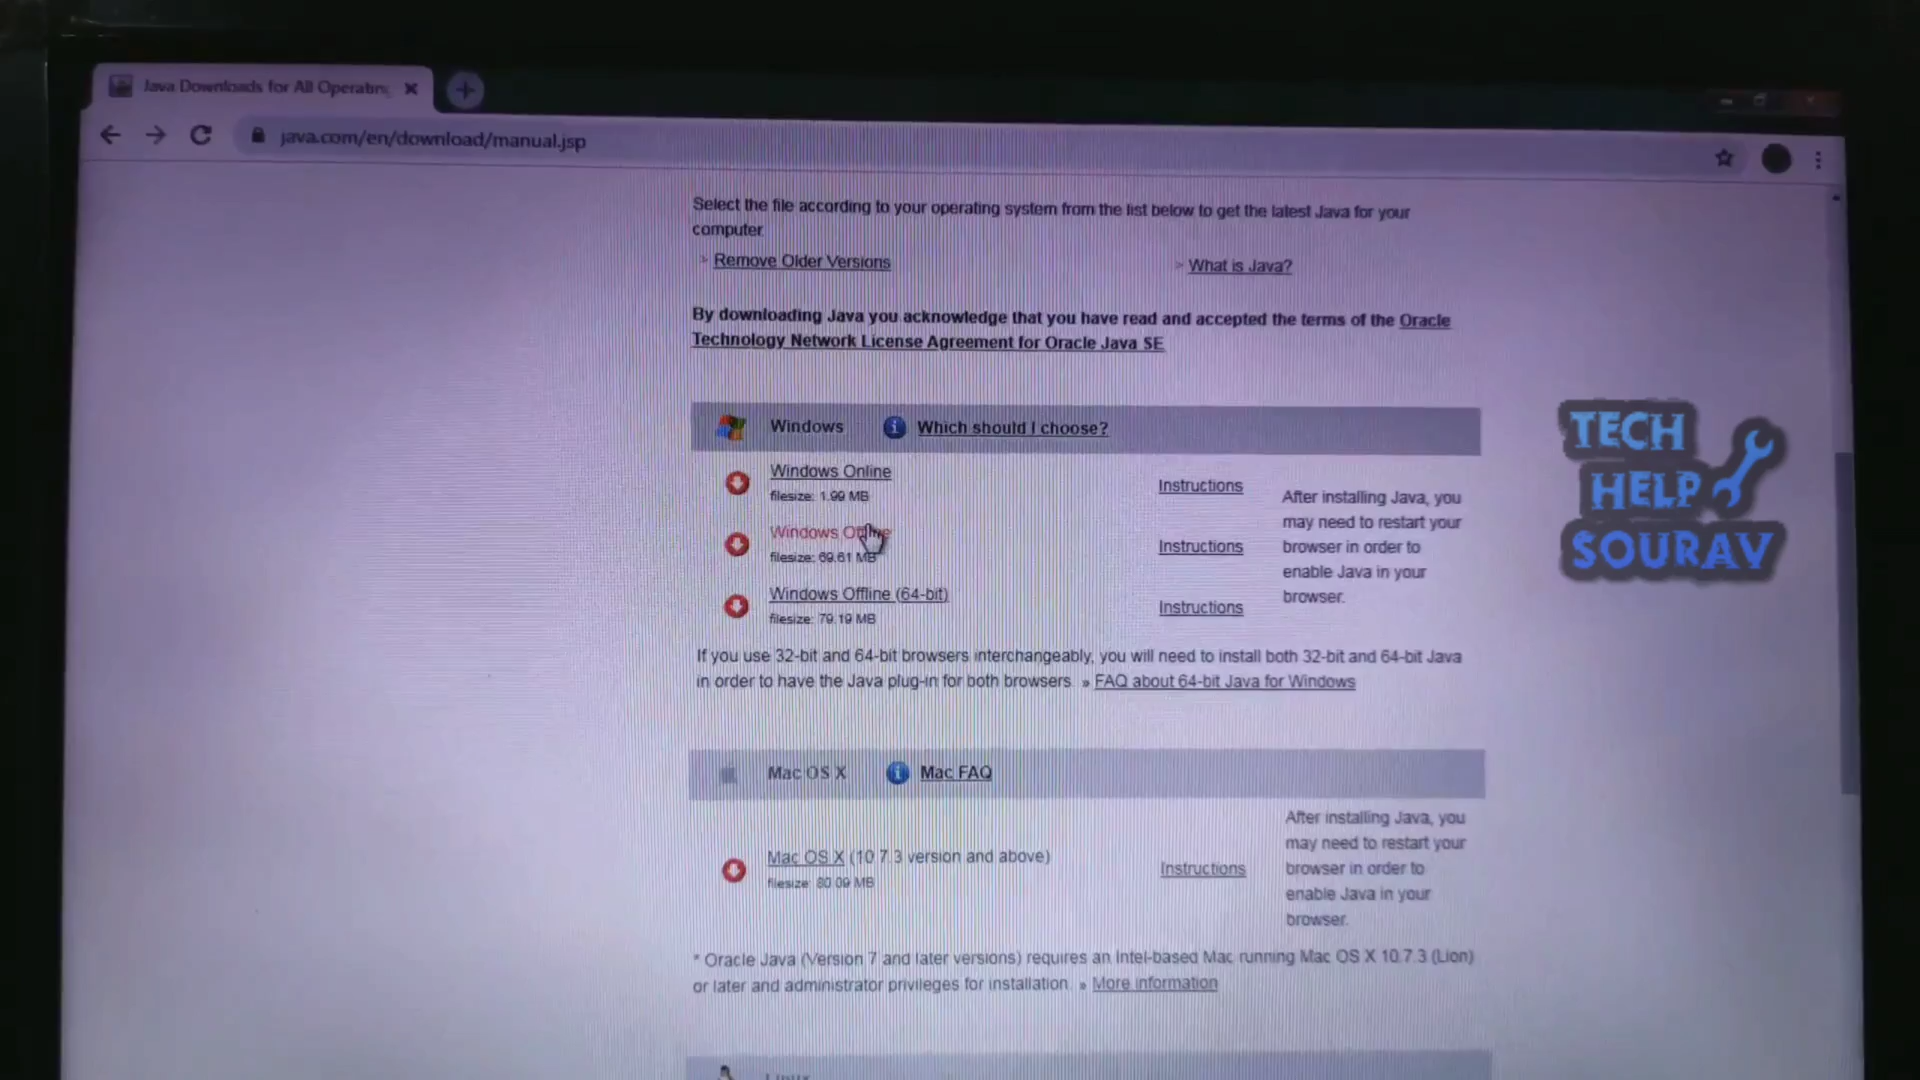 Java Downloads for All Operating
java.com/en/download/manual.jsp
Select the file according to your operating system from the list below to get the latest Java for your
computer.
» Remove Older Versions
» What is Java?
By downloading Java you acknowledge that you have read and accepted the terms of the Oracle
Technology Network License Agreement for Oracle Java SE
Windows
Which should I choose?
Windows Online
filesize: 1.99 MB
Instructions
Windows Offline
filesize: 69.61 MB
Instructions
Windows Offline (64-bit)
filesize: 79.19 MB
Instructions
After installing Java, you
may need to restart your
browser in order to
enable Java in your
browser.
If you use 32-bit and 64-bit browsers interchangeably, you will need to install both 32-bit and 64-bit Java
in order to have the Java plug-in for both browsers. » FAQ about 64-bit Java for Windows
Mac OS X
Mac FAQ
Mac OS X (10.7.3 version and above)
filesize: 80.09 MB
Instructions
After installing Java, you
may need to restart your
browser in order to
enable Java in your
browser.
* Oracle Java (Version 7 and later versions) requires an Intel-based Mac running Mac OS X 10.7.3 (Lion)
or later and administrator privileges for installation. » More information
TECH
HELP
SOURAV